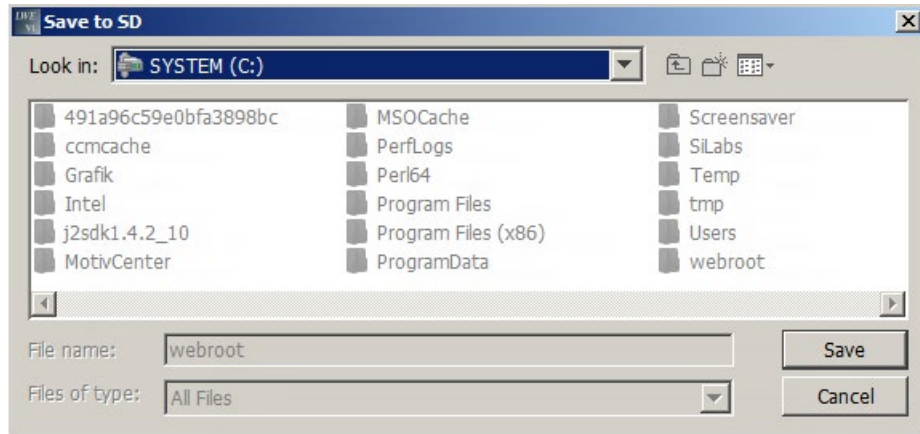 LIVE VL Save to SD
Look in: SYSTEM (C:)
491a96c59e0bfa3898bc MSOCache Screensaver
ccmcache PerfLogs SiLabs
Grafik Perl64 Temp
Intel Program Files tmp
j2sdk1.4.2_10 Program Files (x86) Users
MotivCenter ProgramData webroot
File name: webroot Save
Files of type: All Files Cancel